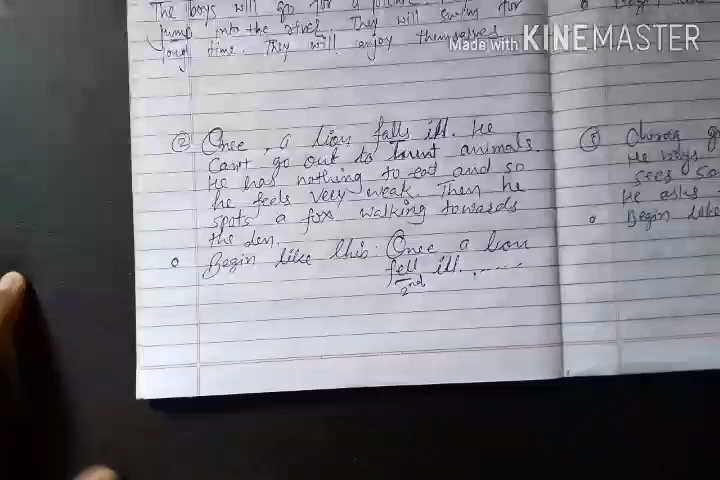 The boys will go for a
jump into the river. They will swim for
long time. They will enjoy themselves
Made with KINEMASTER
② Once, a lion falls ill. He
can't go out to hunt animals.
He has nothing to eat and so
he feels very weak. Then he
spots a fox walking towards
the den.
Begin like this: Once a lion
fell ill.......
2nd
③
He
sees
He asks
Begin like